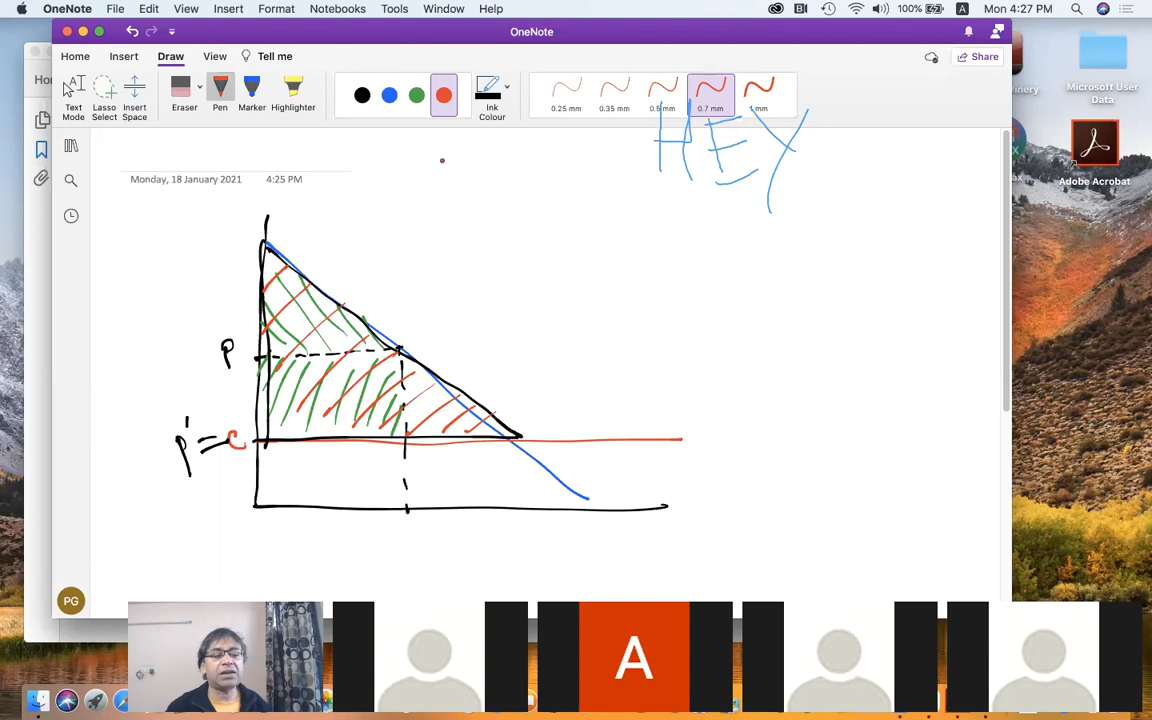 OneNote File Edit View Insert Format Notebooks Tools Window Help 100% A Mon 4:27 PM
OneNote
Home Insert Draw View Tell me Share
Text Mode Lasso Select Insert Space Eraser Pen Marker Highlighter Ink Colour 0.25 mm 0.35 mm 0.5 mm 0.7 mm mm
Microsoft User Data
HEY
Adobe Acrobat
Monday, 18 January 2021 4:25 PM
P
P' = C
PG
A